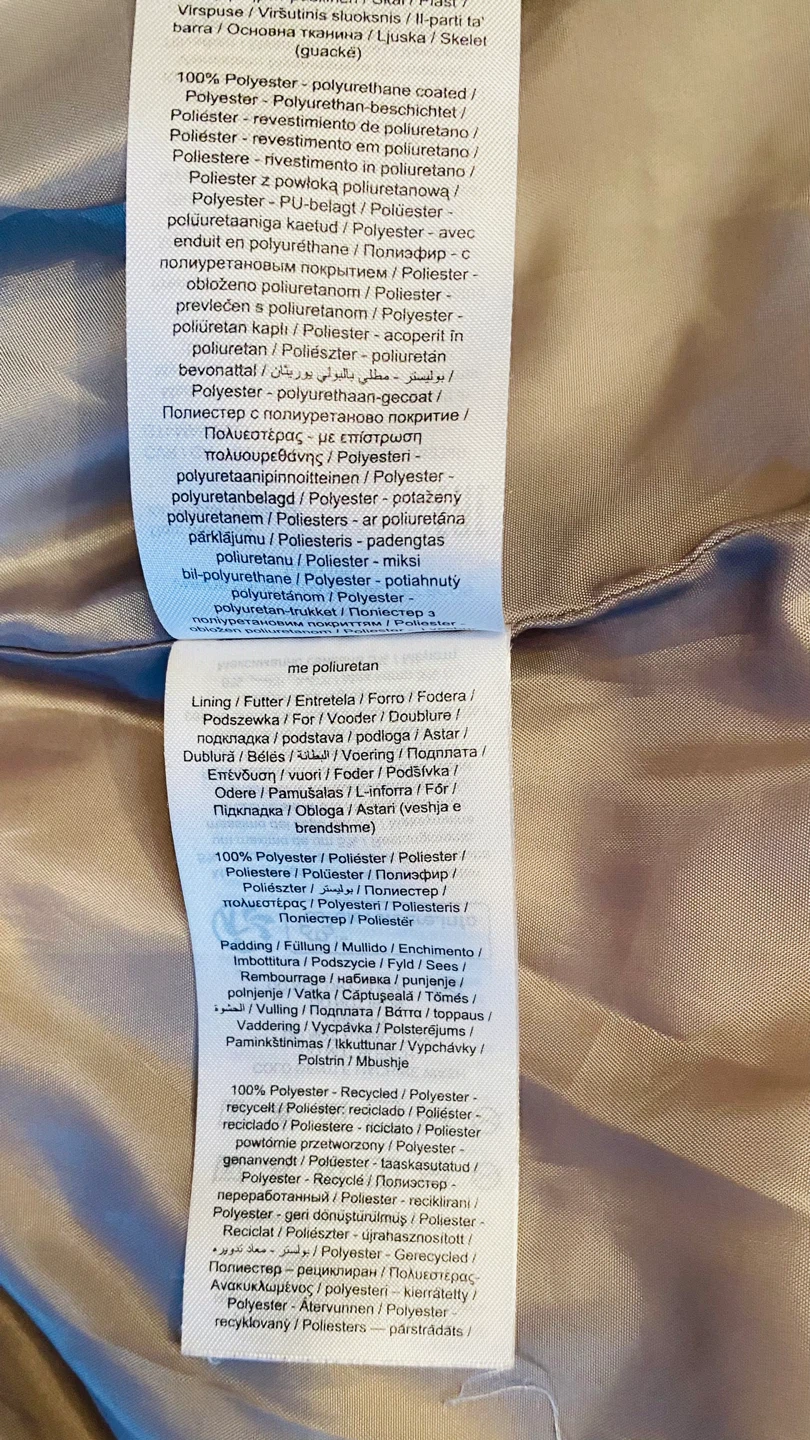 Virspuse / Viršutinis sluoksnis / Il-parti ta'
barra / Основна тканина / Ljuska / Skelet
(guackë)
100% Polyester - polyurethane coated /
Polyester - Polyurethan-beschichtet /
Poliéster - revestimiento de poliuretano /
Poliéster - revestimento em poliuretano /
Poliestere - rivestimento in poliuretano /
Poliester z powłoką poliuretanową /
Polyester - PU-belagt / Polüester -
polüuretaaniga kaetud / Polyester - avec
enduit en polyuréthane / Полиэфир - с
полиуретановым покрытием / Poliester -
obloženo poliuretanom / Poliester -
prevlečen s poliuretanom / Polyester -
poliüretan kaplı / Poliester - acoperit în
poliuretan / Poliészter - poliuretán
bevonattal / بوليستر - مطلي بالبولي يوريثان /
Polyester - polyurethaan-gecoat /
Полиестер с полиуретаново покритие /
Πολυεστέρας - με επίστρωση
πολυουρεθάνης / Polyesteri -
polyuretaanipinnoitteinen / Polyester -
polyuretanbelagd / Polyester - potažený
polyuretanem / Poliesters - ar poliuretāna
pārklājumu / Poliesteris - padengtas
poliuretanu / Poliester - miksi
bil-polyurethane / Polyester - potiahnutý
polyuretánom / Polyester -
polyuretan-trukket / Поліестер з
поліуретановим покриттям / Poliester -
obložen poliuretanom / Poliester -
me poliuretan
Lining / Futter / Entretela / Forro / Fodera /
Podszewka / For / Vooder / Doublure /
подкладка / podstava / podloga / Astar /
Dublură / Bélés / البطانة / Voering / Подплата /
Επένδυση / vuori / Foder / Podšívka /
Odere / Pamušalas / L-inforra / Fôr /
Підкладка / Obloga / Astari (veshja e
brendshme)
100% Polyester / Poliéster / Poliester /
Poliestere / Polüester / Полиэфир /
Poliészter / بوليستر / Полиестер /
πολυεστέρας / Polyesteri / Poliesteris /
Поліестер / Poliestër
Padding / Füllung / Mullido / Enchimento /
Imbottitura / Podszycie / Fyld / Sees /
Rembourrage / набивка / punjenje /
polnjenje / Vatka / Căptușeală / Tömés /
الحشوة / Vulling / Подплата / Βάττα / toppaus /
Vaddering / Vycpávka / Polsterējums /
Paminkštinimas / Ikkuttunar / Vypchávky /
Polstrin / Mbushje
100% Polyester - Recycled / Polyester -
recycelt / Poliéster: reciclado / Poliéster -
reciclado / Poliestere - riciclato / Poliester
powtórnie przetworzony / Polyester -
genanvendt / Polüester - taaskasutatud /
Polyester - Recyclé / Полиэстер -
переработанный / Poliester - reciklirani /
Polyester - geri dönüştürülmüş / Poliester -
Reciclat / Poliészter - újrahasznosított /
بولستر - معاد تدويره / Polyester - Gerecycled /
Полиестер – рециклиран / Πολυεστέρας-
Ανακυκλωμένος / polyesteri – kierrätetty /
Polyester - Återvunnen / Polyester -
recyklovaný / Poliesters — pārstrādāts /